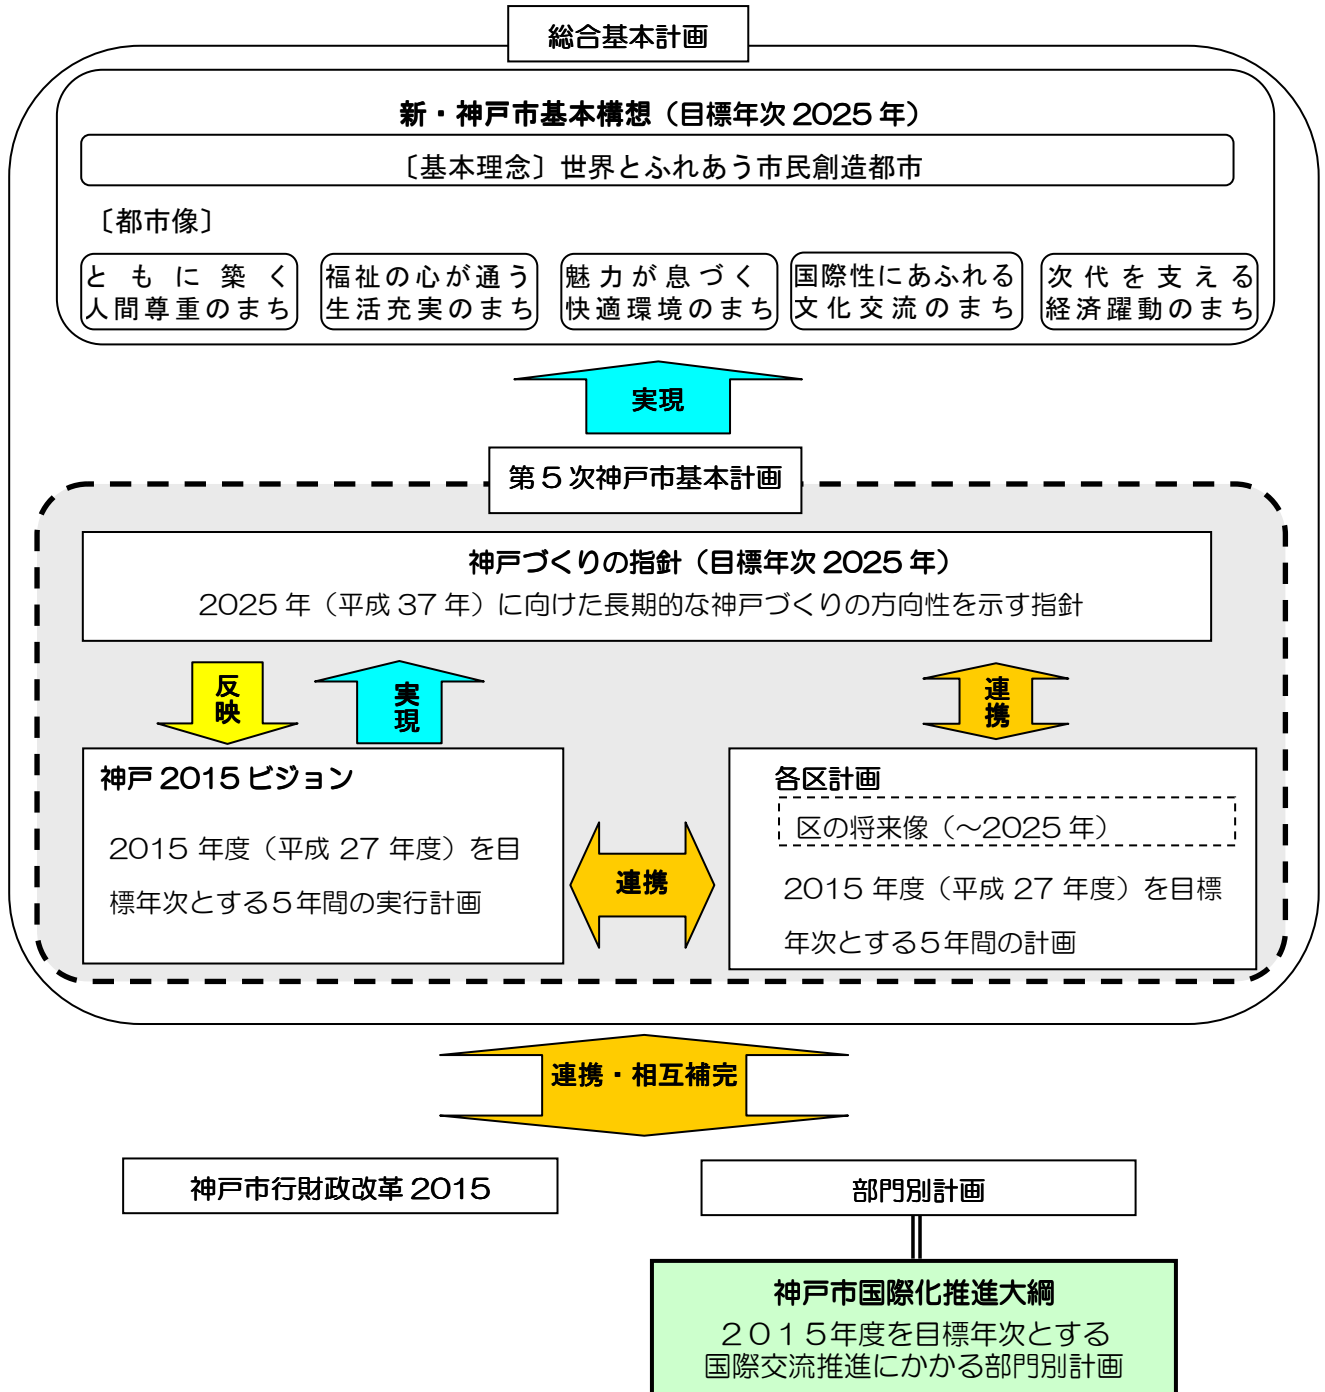 総合基本計画
新・神戸市基本構想（目標年次 2025 年）
〔基本理念〕世界とふれあう市民創造都市
〔都市像〕
ともに築く
人間尊重のまち
福祉の心が通う
生活充実のまち
魅力が息づく
快適環境のまち
国際性にあふれる
文化交流のまち
次代を支える
経済躍動のまち
実現
第５次神戸市基本計画
神戸づくりの指針（目標年次 2025 年）
2025 年（平成 37 年）に向けた長期的な神戸づくりの方向性を示す指針
反映
実現
連携
神戸 2015 ビジョン
2015 年度（平成 27 年度）を目
標年次とする５年間の実行計画
連携
各区計画
区の将来像（～2025 年）
2015 年度（平成 27 年度）を目標
年次とする５年間の計画
連携・相互補完
神戸市行財政改革 2015
部門別計画
神戸市国際化推進大綱
２０１５年度を目標年次とする
国際交流推進にかかる部門別計画